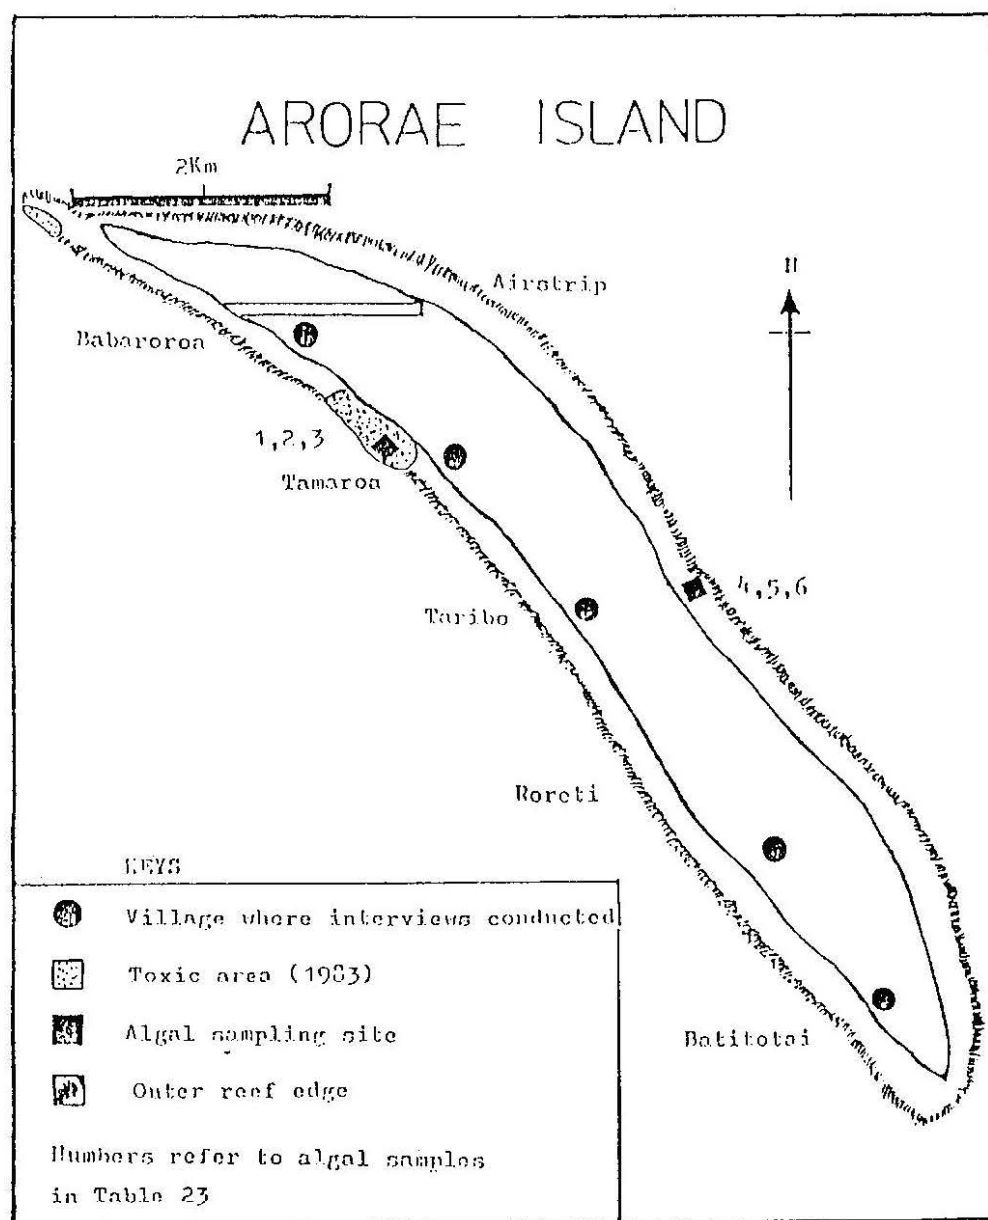 ARORAE ISLAND
2Km
N
Airstrip
Babaroroa
1,2,3
Tamaroa
4,5,6
Taribo
Roreti
Batitotai
KEYS
Village where interviews conducted
Toxic area (1983)
Algal sampling site
Outer reef edge
Numbers refer to algal samples
in Table 23